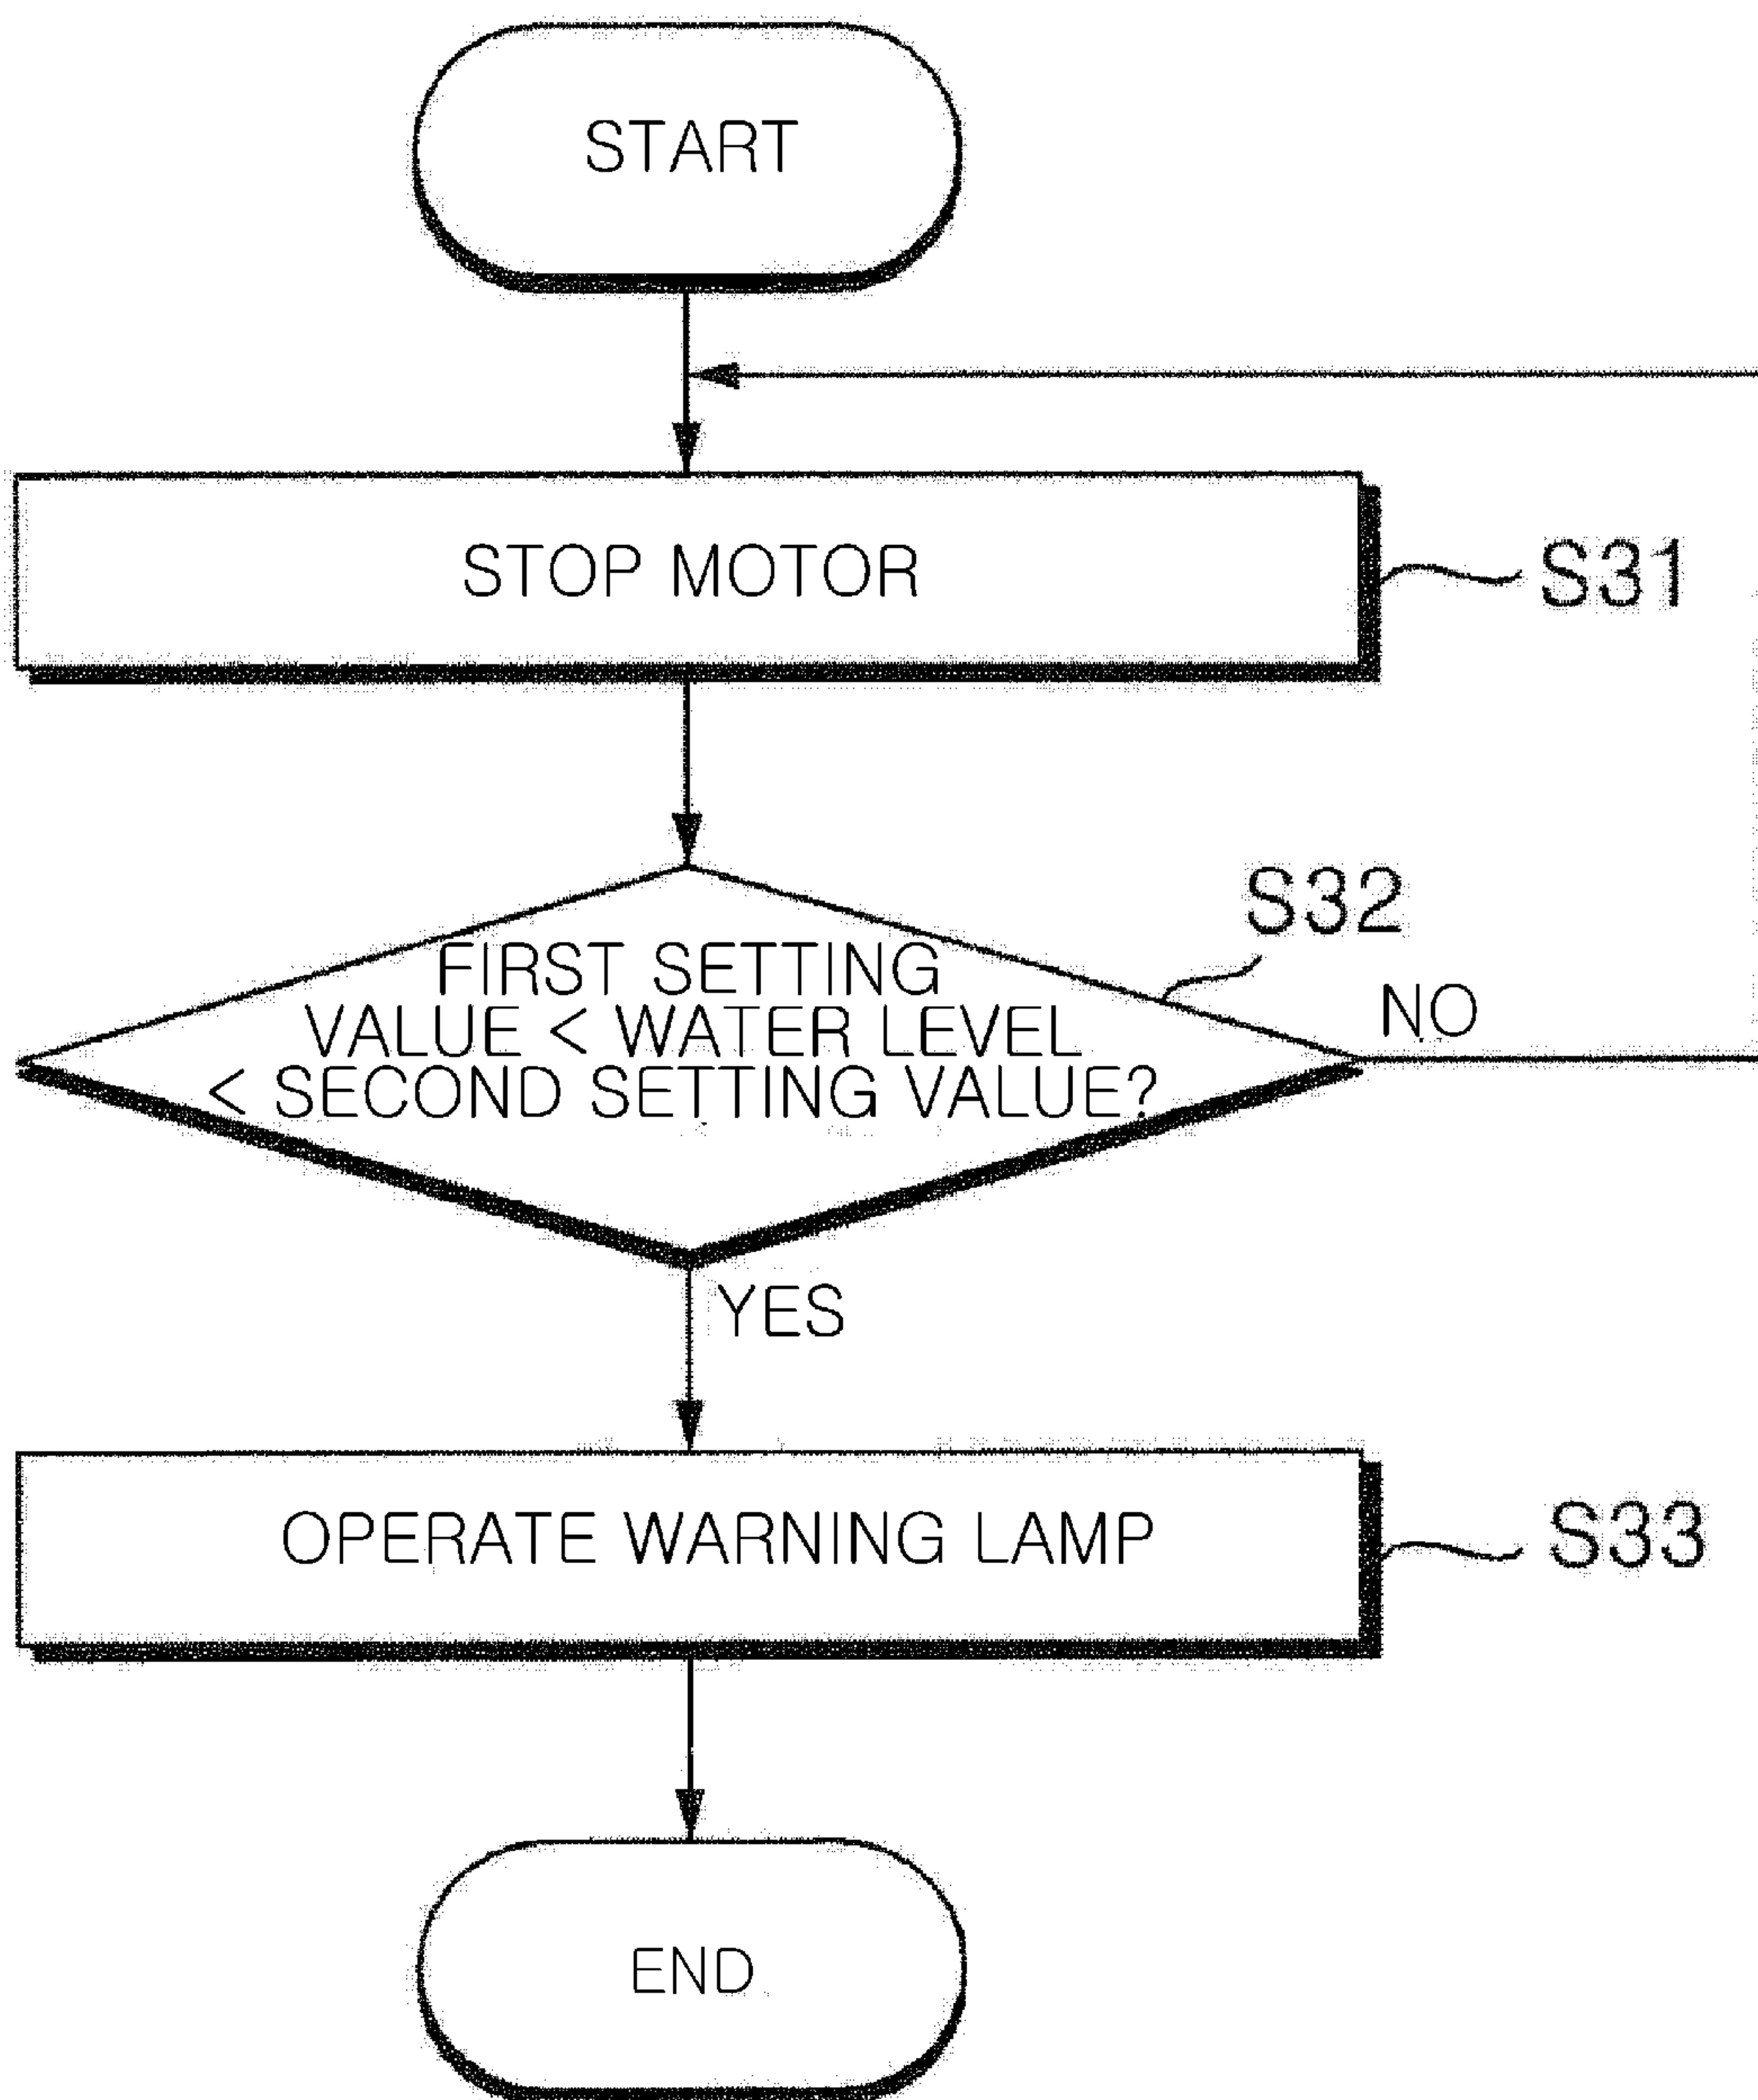 START
STOP MOTOR
S31
S32
FIRST SETTING
VALUE < WATER LEVEL
< SECOND SETTING VALUE?
NO
YES
OPERATE WARNING LAMP
S33
END